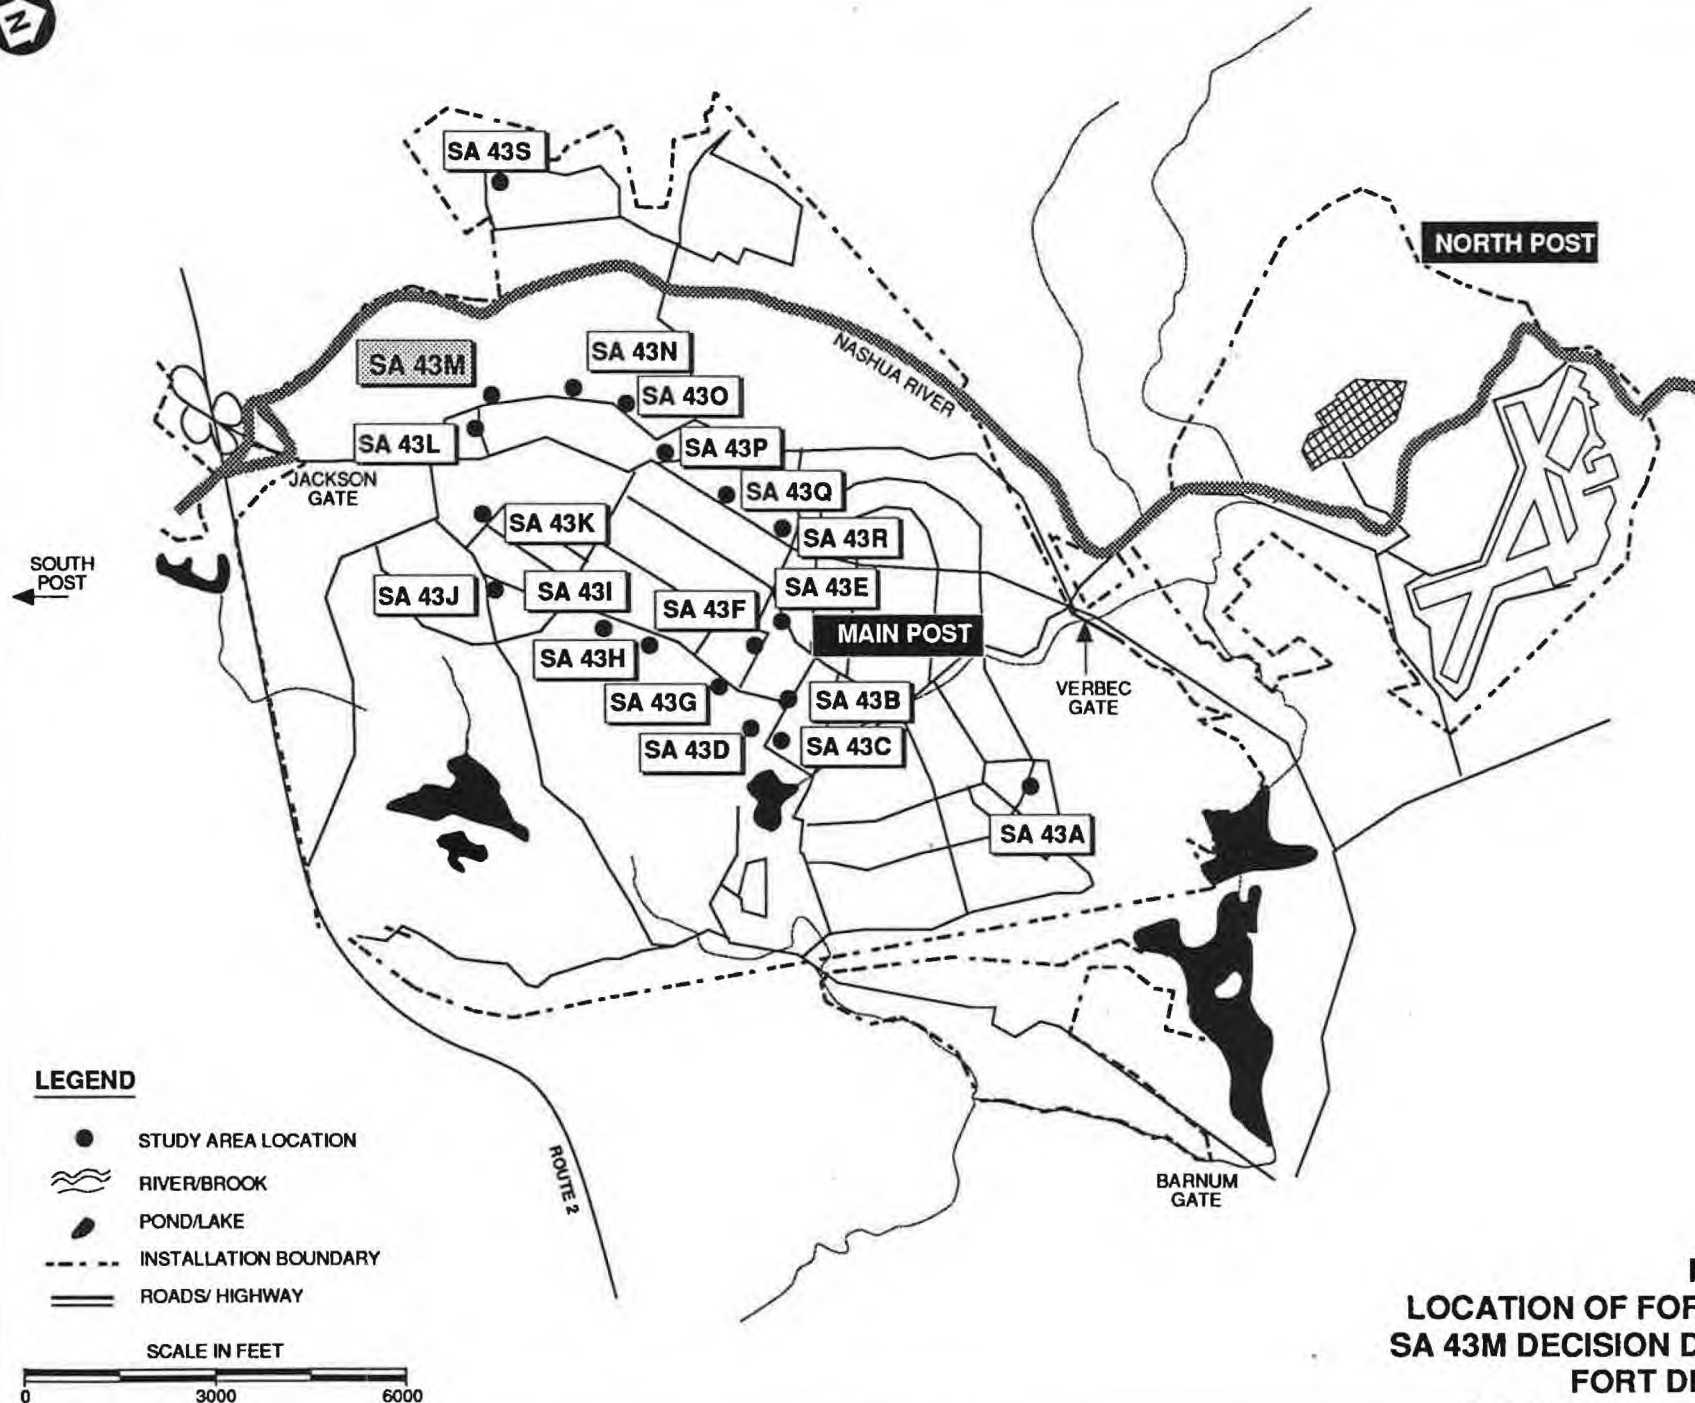 N
SA 43S
NORTH POST
SA 43M
SA 43N
NASHUA RIVER
SA 43O
SA 43L
SA 43P
JACKSON
GATE
SA 43Q
SA 43K
SA 43R
SOUTH
POST
SA 43J
SA 43I
SA 43F
SA 43E
MAIN POST
SA 43H
VERBEC
GATE
SA 43G
SA 43B
SA 43D
SA 43C
SA 43A
LEGEND
STUDY AREA LOCATION
RIVER/BROOK
POND/LAKE
INSTALLATION BOUNDARY
ROADS/ HIGHWAY
ROUTE 2
BARNUM
GATE
SCALE IN FEET
0 3000 6000
LOCATION OF
SA 43M DECISION
FORT